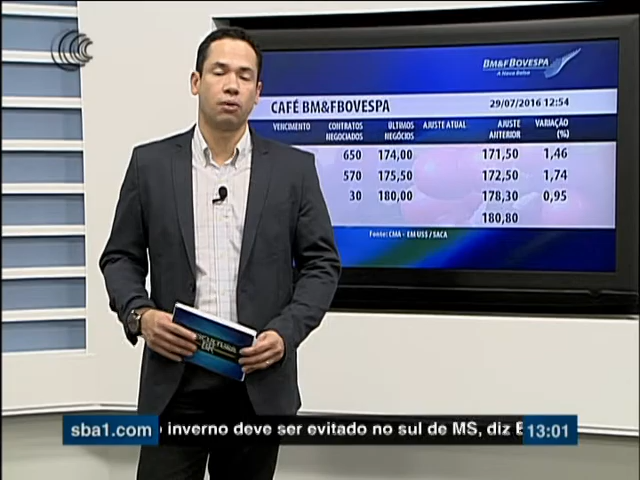 BM&FBOVESPA
A Nova Bolsa
CAFÉ BM&FBOVESPA 29/07/2016 12:54
VENCIMENTO CONTRATOS NEGOCIADOS ÚLTIMOS NEGÓCIOS AJUSTE ATUAL AJUSTE ANTERIOR VARIAÇÃO (%)
650 174,00 171,50 1,46
570 175,50 172,50 1,74
30 180,00 178,30 0,95
180,80
Fonte: CMA - EM US$ / SACA
BR
sba1.com inverno deve ser evitado no sul de MS, diz 13:01